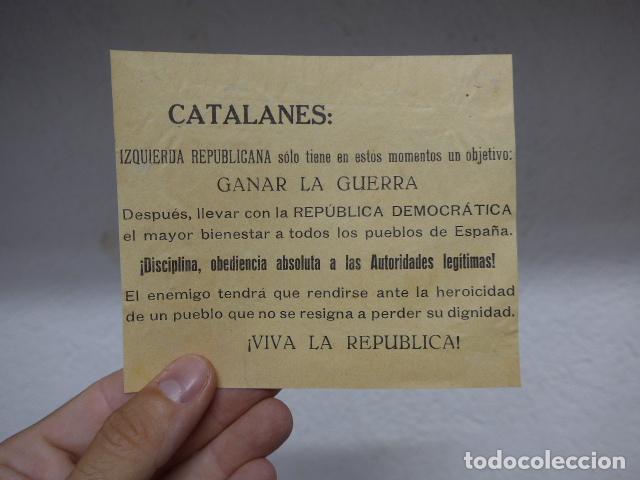 CATALANES:
IZQUIERDA REPUBLICANA sólo tiene en estos momentos un objetivo:
GANAR LA GUERRA
Después, llevar con la REPÚBLICA DEMOCRÁTICA
el mayor bienestar a todos los pueblos de España.
¡Disciplina, obediencia absoluta a las Autoridades legítimas!
El enemigo tendrá que rendirse ante la heroicidad
de un pueblo que no se resigna a perder su dignidad.
¡VIVA LA REPUBLICA!
todocoleccion